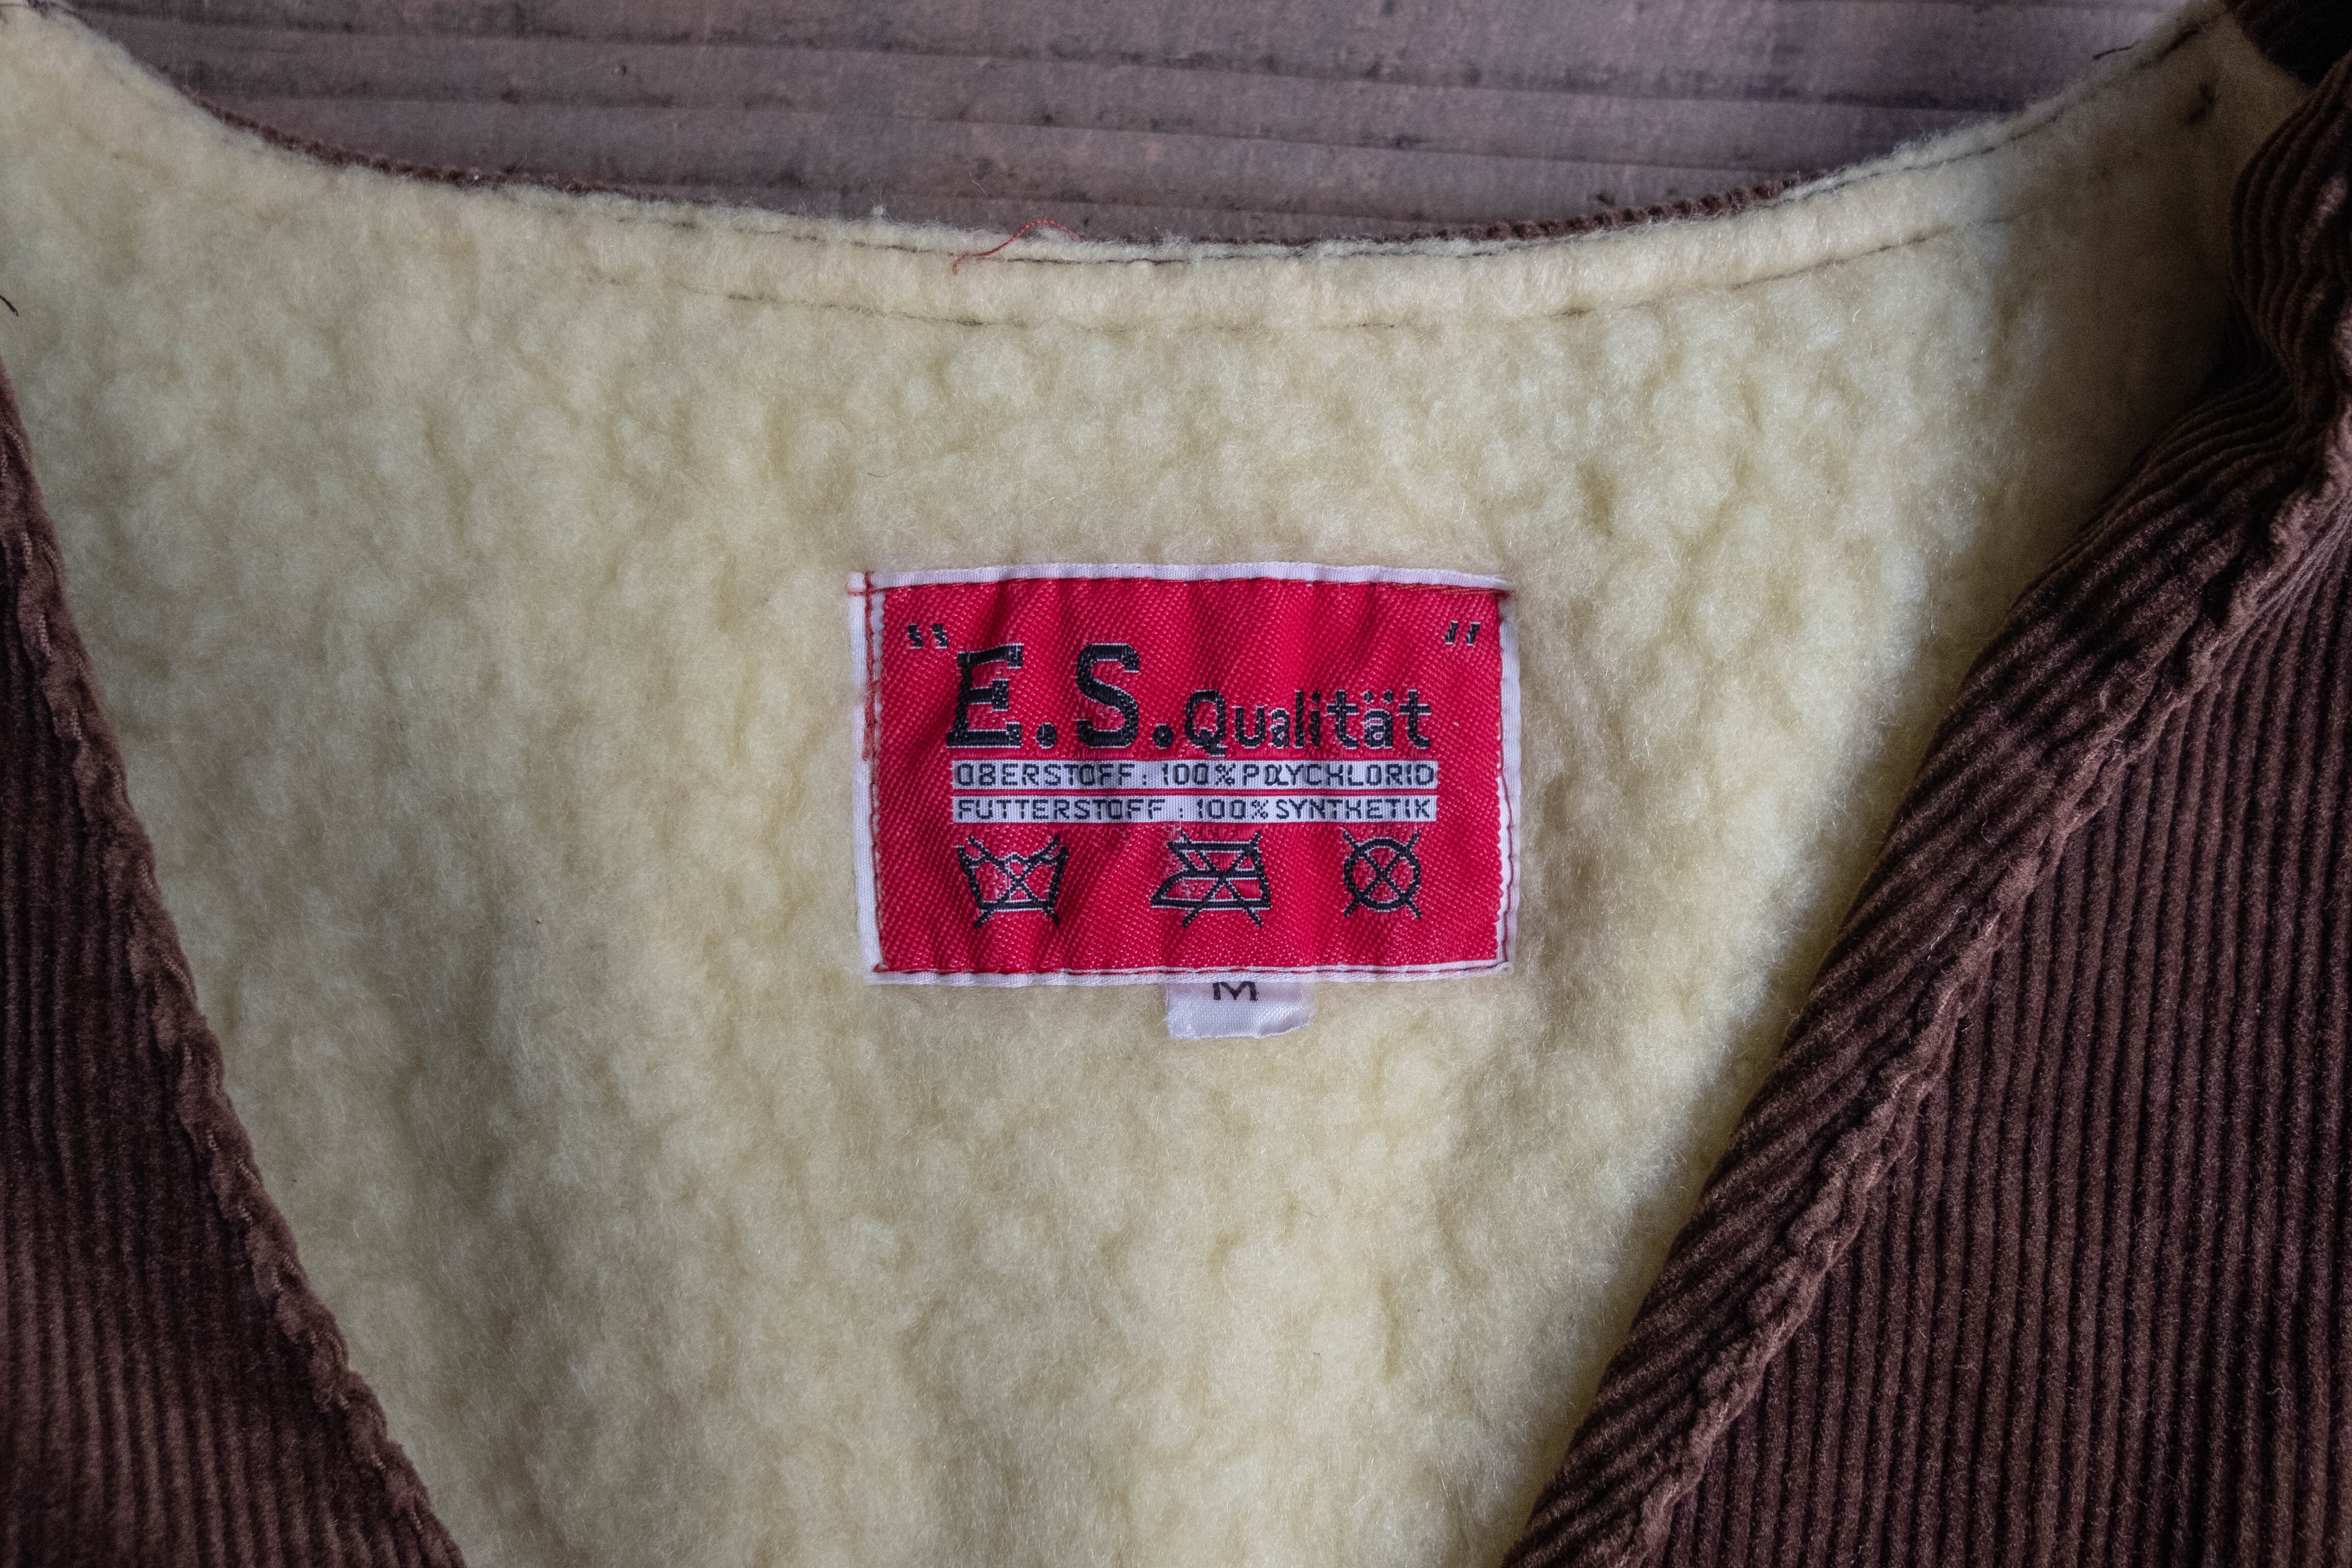 "E.S.Qualität"
OBERSTOFF: 100%POLYCHLORID
FUTTERSTOFF : 100%SYNTHETIK
M